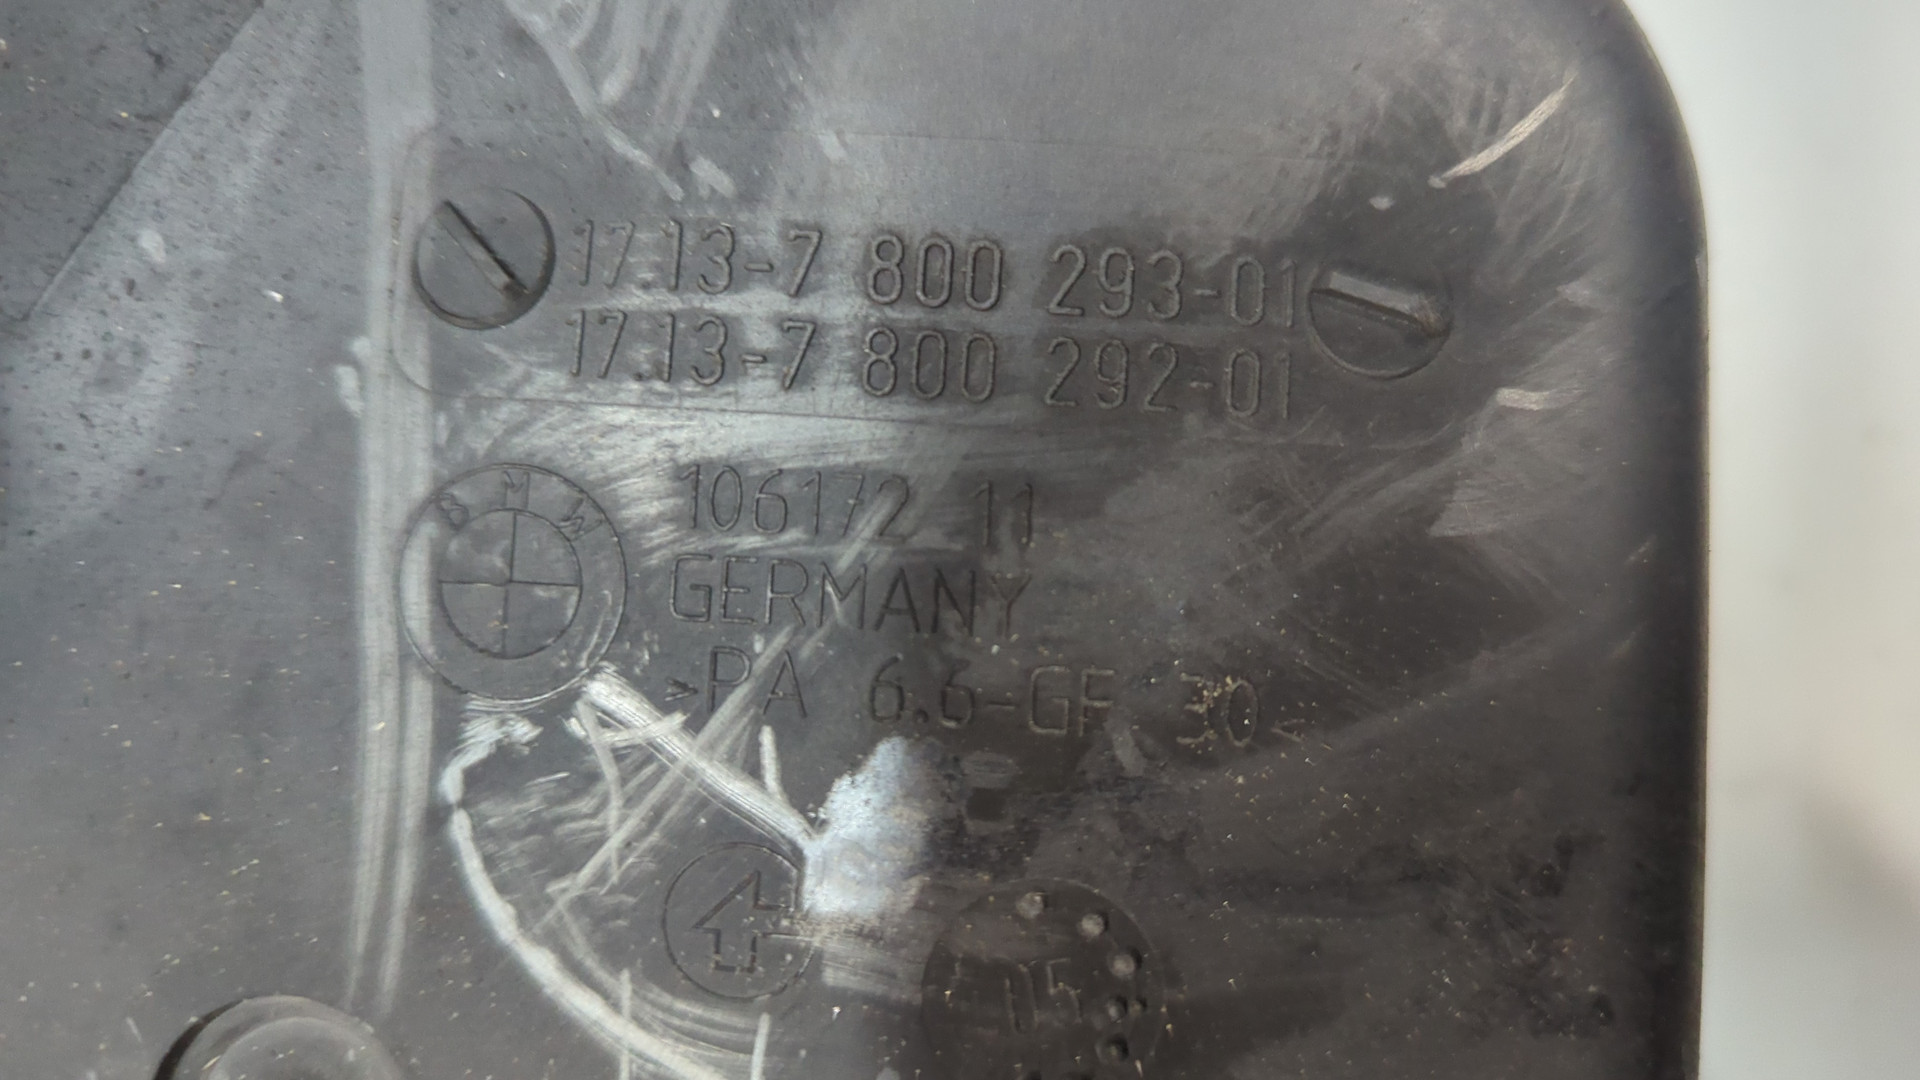 17.13-7 800 293-01
17.13-7 800 292-01
BMW
106172 11
GERMANY
>PA 6.6-GF 30<
05